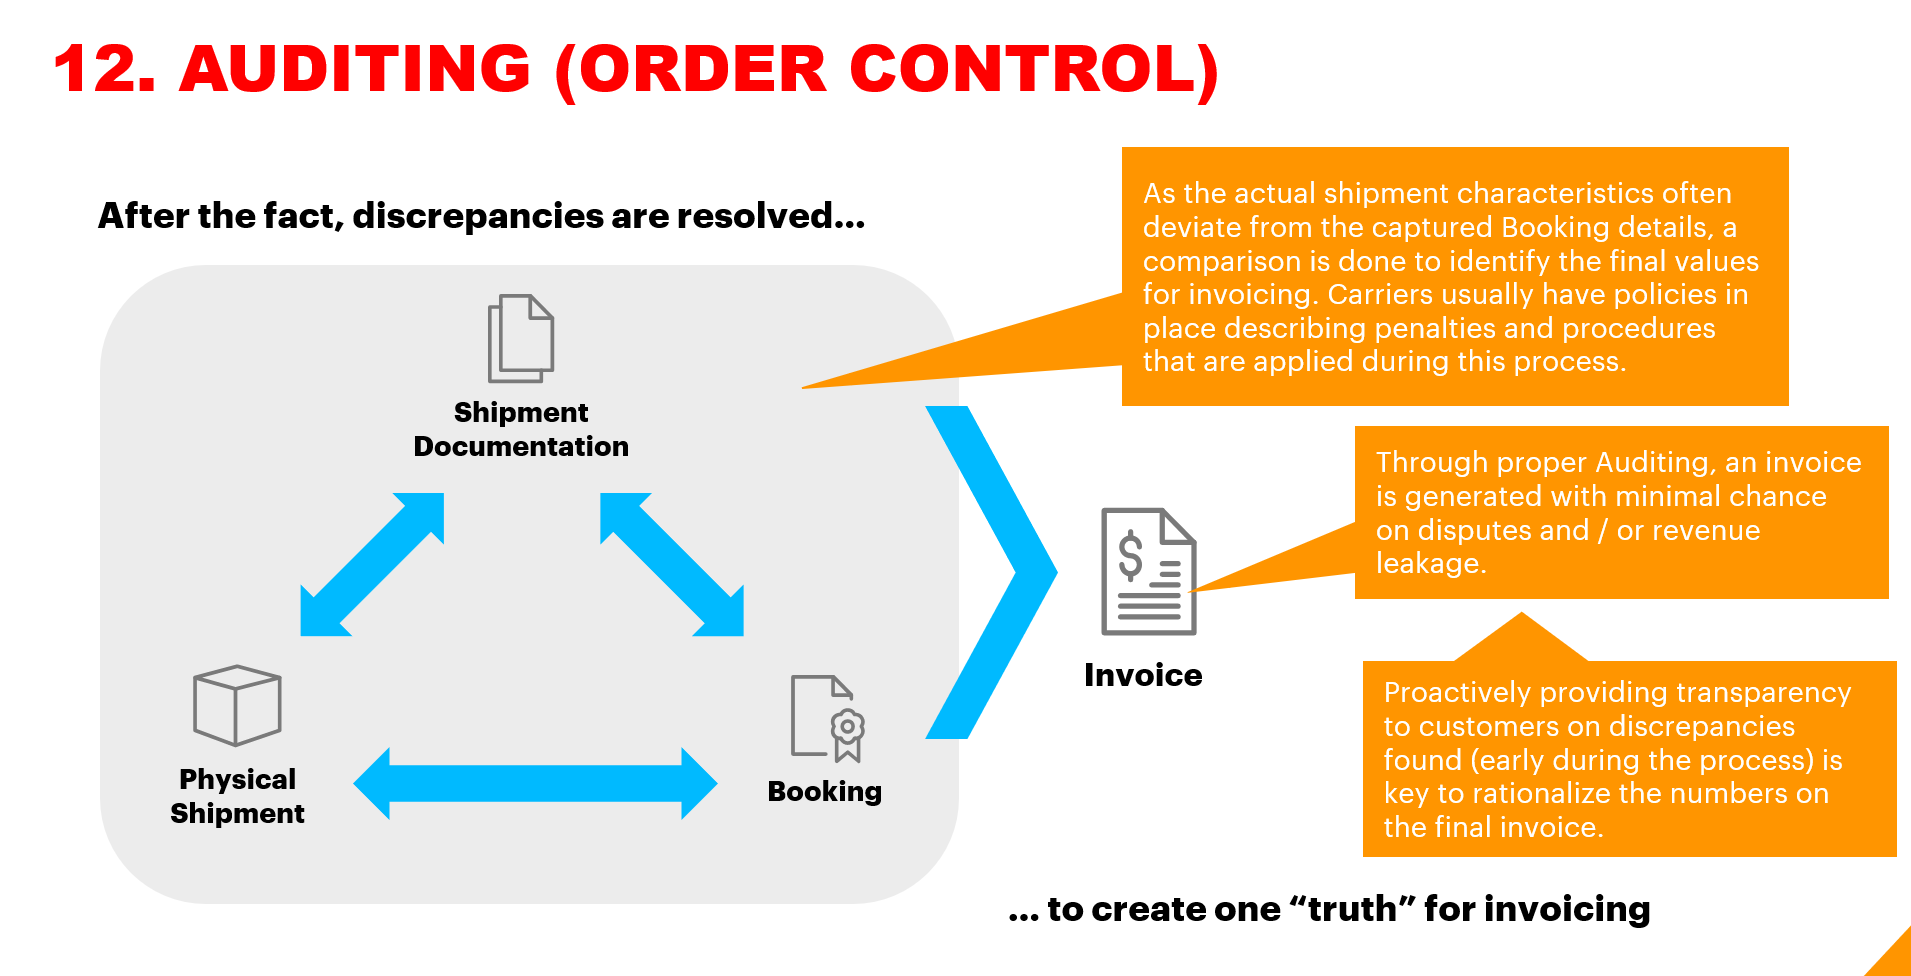 12. AUDITING (ORDER CONTROL)
After the fact, discrepancies are resolved...
As the actual shipment characteristics often
deviate from the captured Booking details, a
comparison is done to identify the final values
for invoicing. Carriers usually have policies in
place describing penalties and procedures
that are applied during this process.
Shipment
Documentation
Physical
Shipment
Booking
$
Invoice
Through proper Auditing, an invoice
is generated with minimal chance
on disputes and / or revenue
leakage.
Proactively providing transparency
to customers on discrepancies
found (early during the process) is
key to rationalize the numbers on
the final invoice.
... to create one “truth” for invoicing